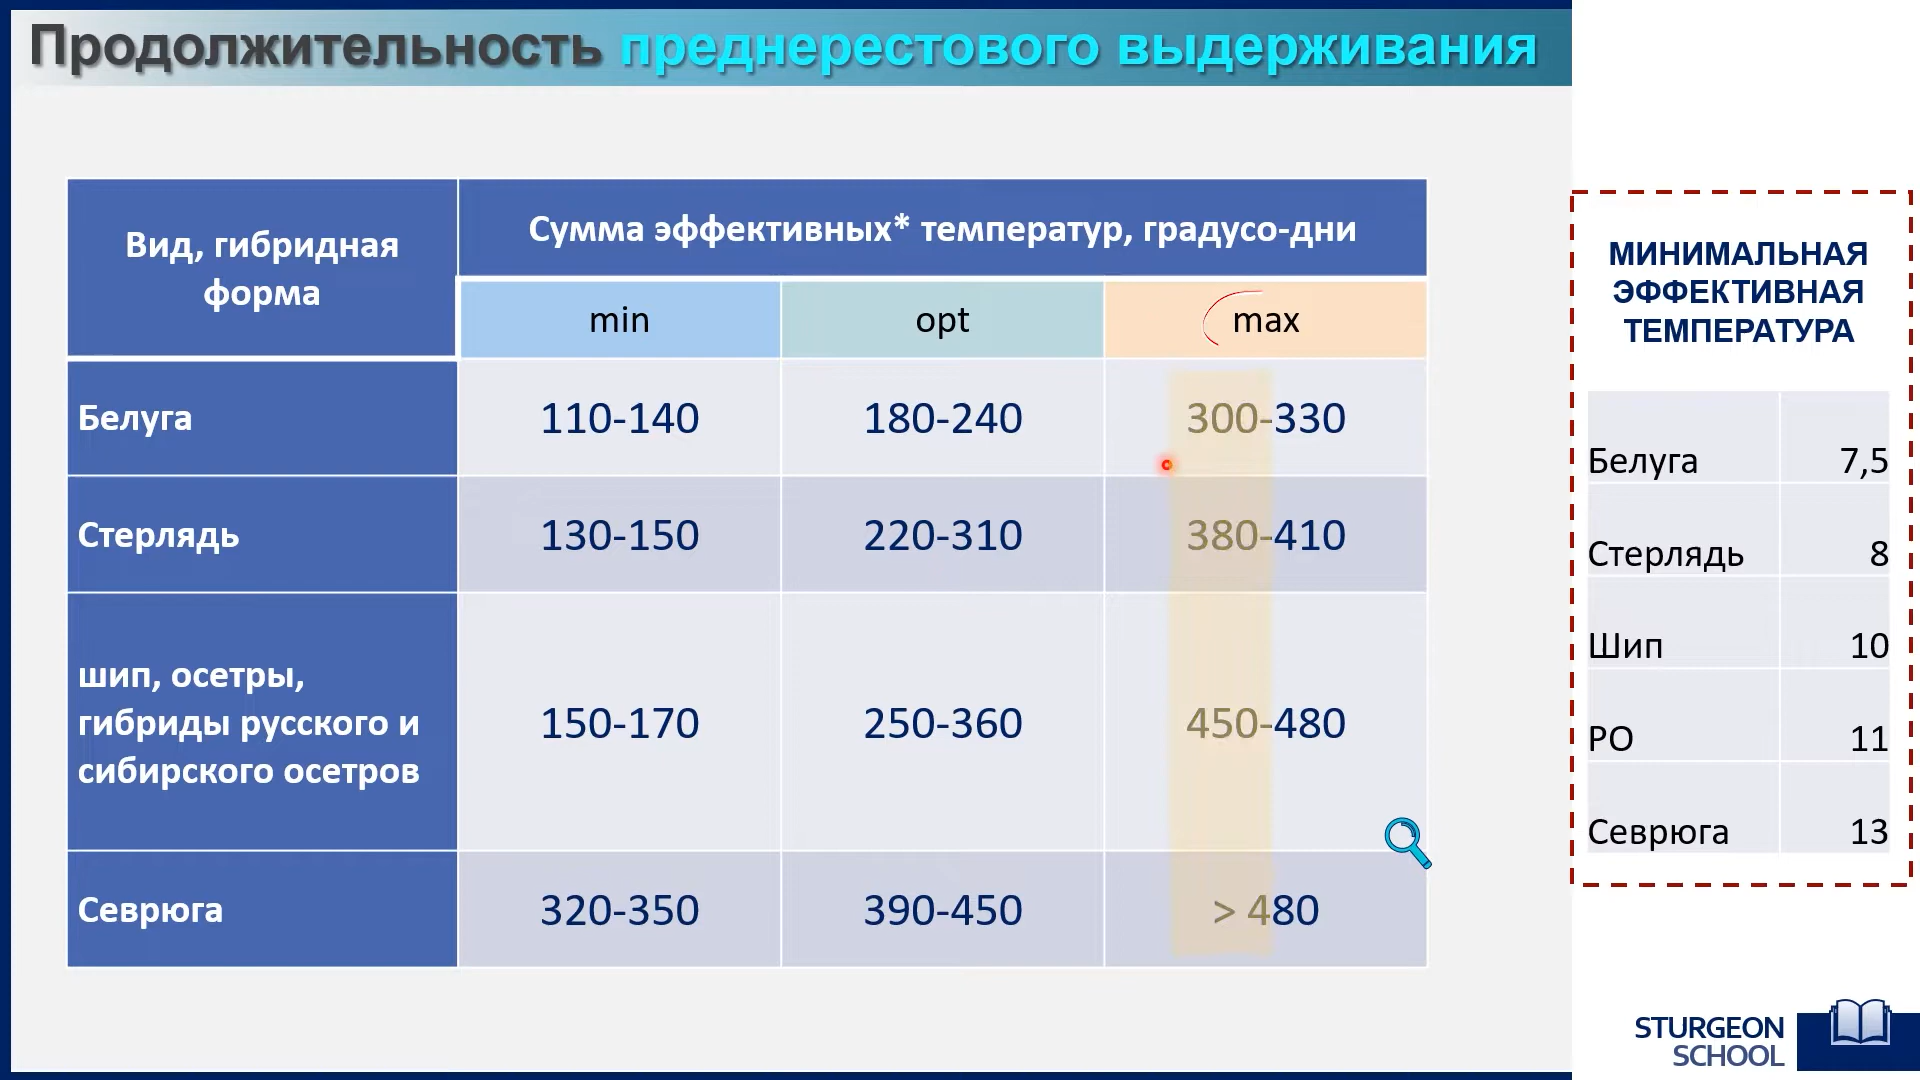 Продолжительность преднерестового выдерживания
Вид, гибридная
форма
Сумма эффективных* температур, градусо-дни
min opt max
Белуга 110-140 180-240 300-330
Стерлядь 130-150 220-310 380-410
шип, осетры,
гибриды русского и
сибирского осетров
150-170 250-360 450-480
Севрюга 320-350 390-450 > 480
МИНИМАЛЬНАЯ
ЭФФЕКТИВНАЯ
ТЕМПЕРАТУРА
Белуга 7,5
Стерлядь 8
Шип 10
РО 11
Севрюга 13
STURGEON
SCHOOL